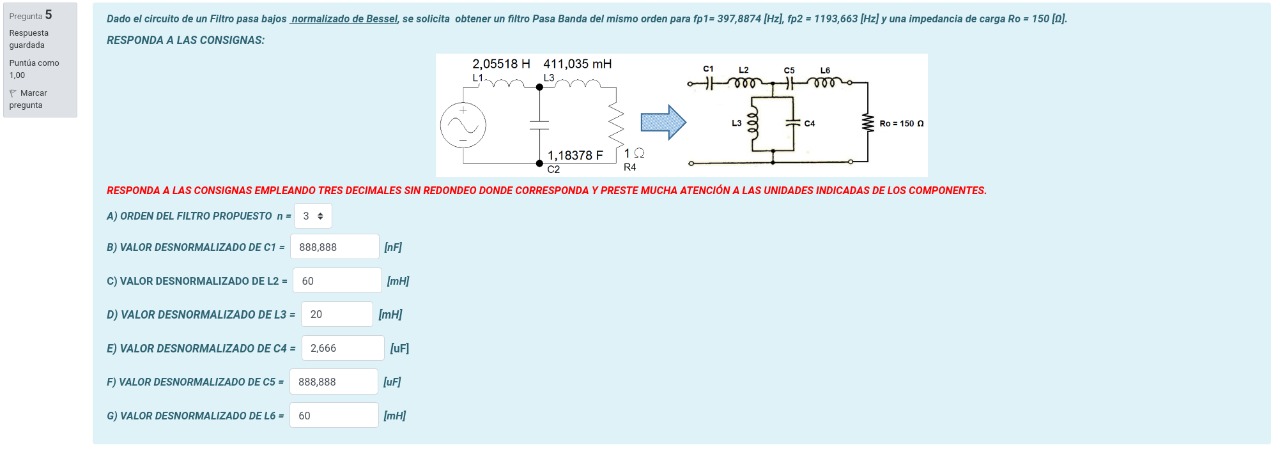 Pregunta 5
Respuesta
guardada
Puntúa como
1,00
Marcar
pregunta
Dado el circuito de un Filtro pasa bajos normalizado de Bessel, se solicita obtener un filtro Pasa Banda del mismo orden para fp1= 397,8874 [Hz], fp2 = 1193,663 [Hz] y una impedancia de carga Ro = 150 [Ω].
RESPONDA A LAS CONSIGNAS:
2,05518 H 411,035 mH
L1 L3
1,18378 F 1 Ω
C2 R4
C1 L2 C5 L6
L3 C4 Ro = 150 Ω
RESPONDA A LAS CONSIGNAS EMPLEANDO TRES DECIMALES SIN REDONDEO DONDE CORRESPONDA Y PRESTE MUCHA ATENCIÓN A LAS UNIDADES INDICADAS DE LOS COMPONENTES.
A) ORDEN DEL FILTRO PROPUESTO n = 3
B) VALOR DESNORMALIZADO DE C1 = 888,888 [nF]
C) VALOR DESNORMALIZADO DE L2 = 60 [mH]
D) VALOR DESNORMALIZADO DE L3 = 20 [mH]
E) VALOR DESNORMALIZADO DE C4 = 2,666 [uF]
F) VALOR DESNORMALIZADO DE C5 = 888,888 [uF]
G) VALOR DESNORMALIZADO DE L6 = 60 [mH]